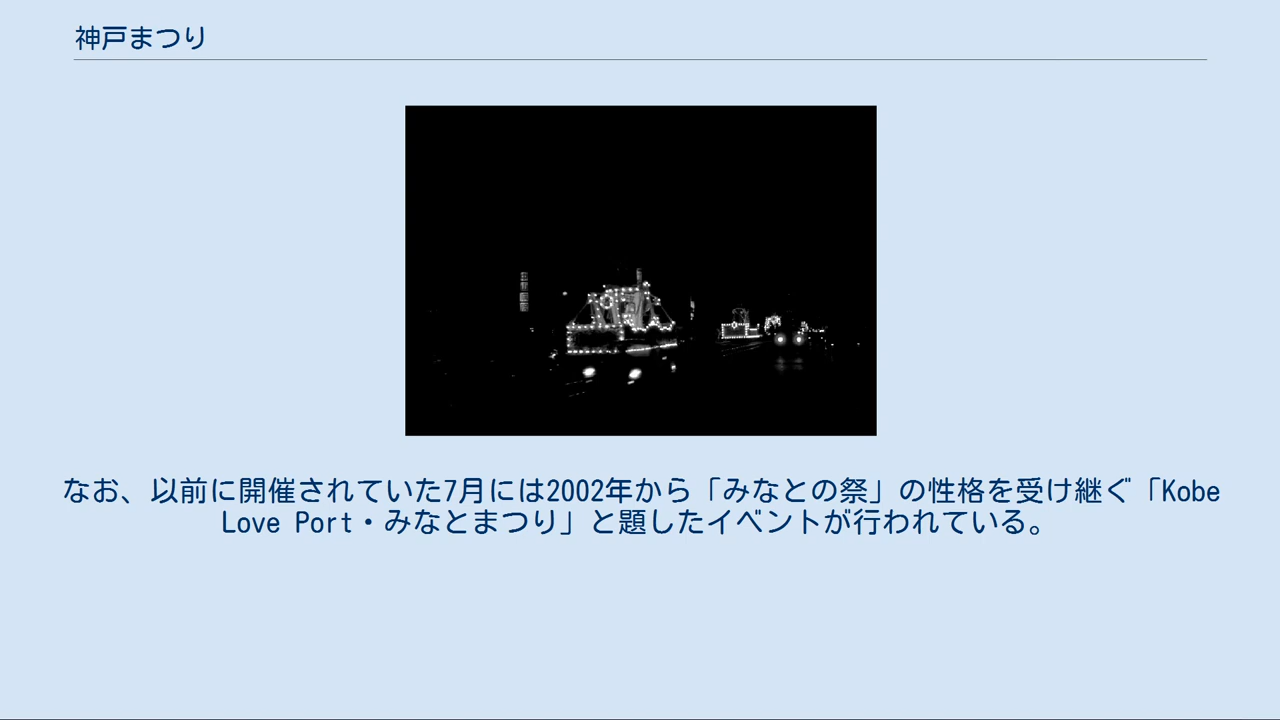 神戸まつり
なお、以前に開催されていた7月には2002年から「みなとの祭」の性格を受け継ぐ「Kobe
Love Port・みなとまつり」と題したイベントが行われている。